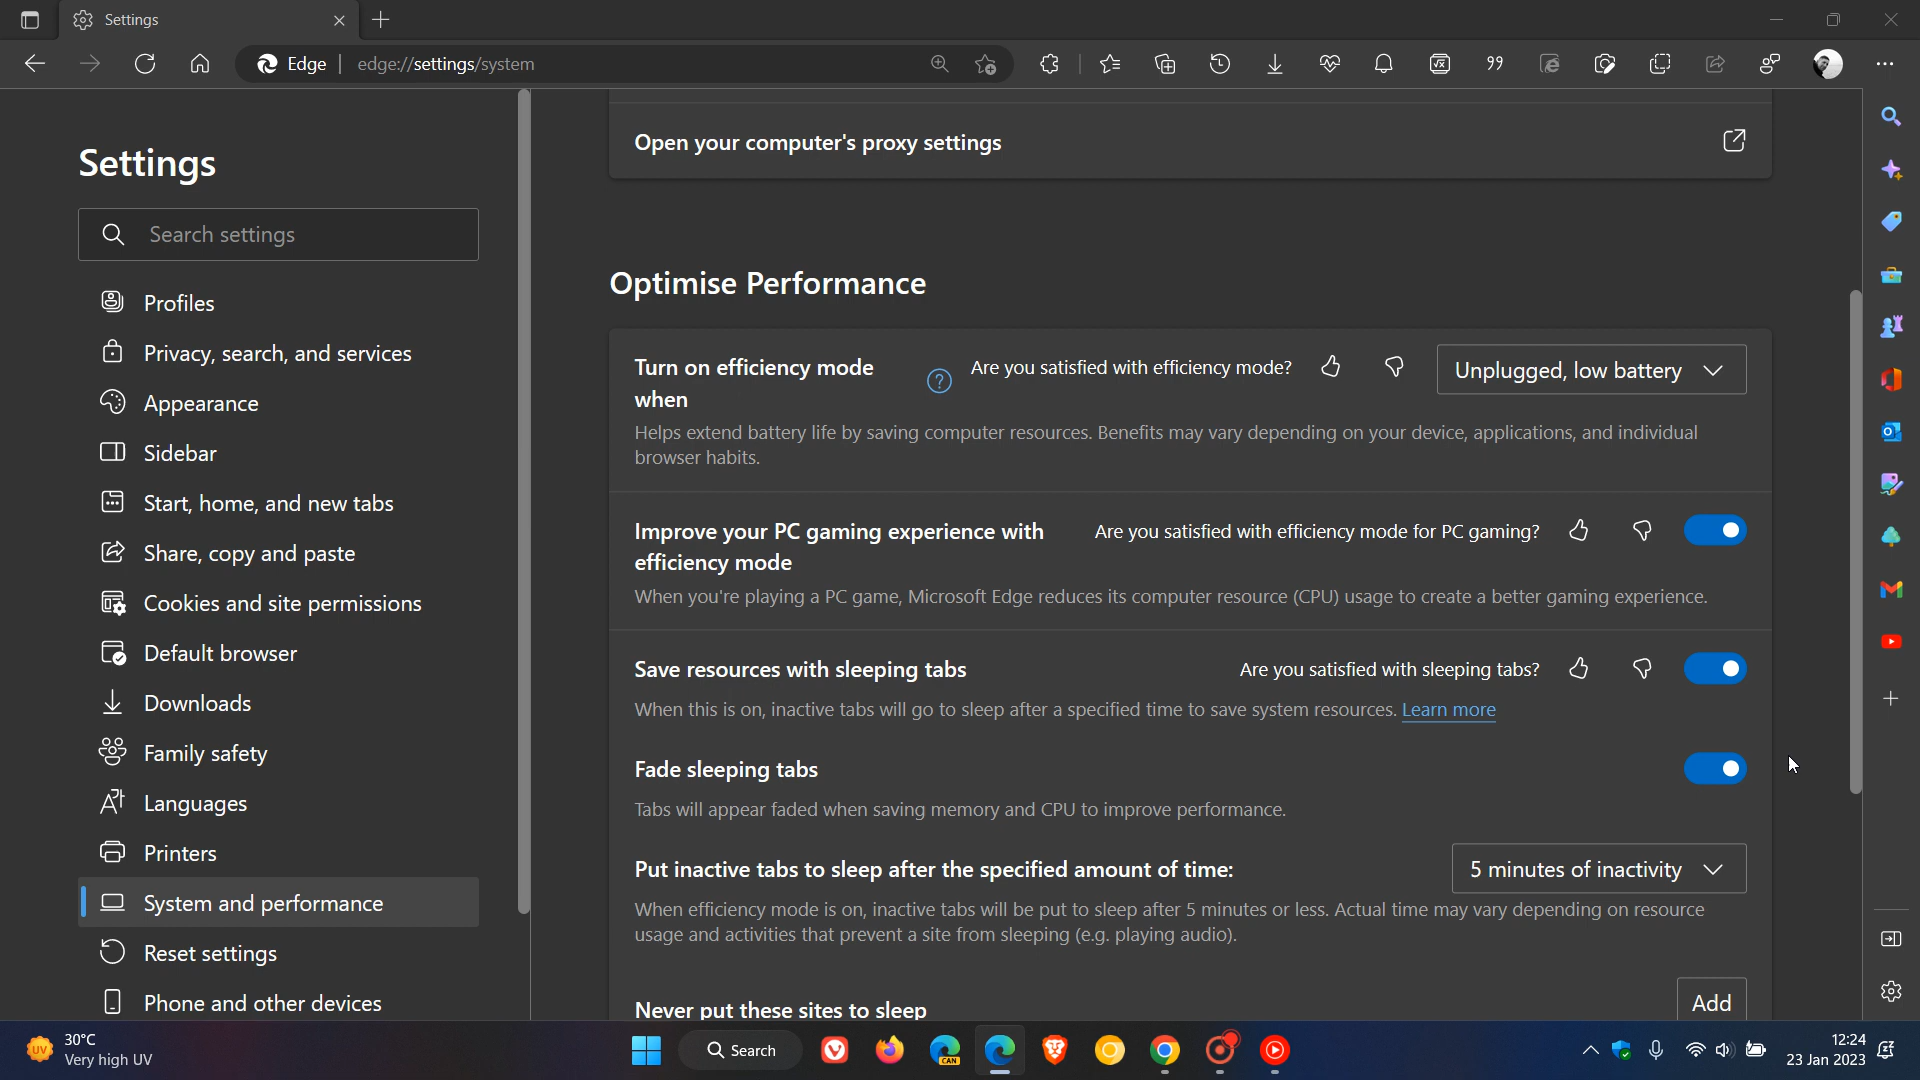 Settings
Edge
edge://settings/system
Settings
Search settings
Profiles
Privacy, search, and services
Appearance
Sidebar
Start, home, and new tabs
Share, copy and paste
Cookies and site permissions
Default browser
Downloads
Family safety
Languages
Printers
System and performance
Reset settings
Phone and other devices
Open your computer's proxy settings
Optimise Performance
Turn on efficiency mode
when
Are you satisfied with efficiency mode?
Unplugged, low battery
Helps extend battery life by saving computer resources. Benefits may vary depending on your device, applications, and individual
browser habits.
Improve your PC gaming experience with
efficiency mode
Are you satisfied with efficiency mode for PC gaming?
When you're playing a PC game, Microsoft Edge reduces its computer resource (CPU) usage to create a better gaming experience.
Save resources with sleeping tabs
Are you satisfied with sleeping tabs?
When this is on, inactive tabs will go to sleep after a specified time to save system resources. Learn more
Fade sleeping tabs
Tabs will appear faded when saving memory and CPU to improve performance.
Put inactive tabs to sleep after the specified amount of time:
5 minutes of inactivity
When efficiency mode is on, inactive tabs will be put to sleep after 5 minutes or less. Actual time may vary depending on resource
usage and activities that prevent a site from sleeping (e.g. playing audio).
Never put these sites to sleep
Add
UV
30°C
Very high UV
Search
CAN
12:24
23 Jan 2023